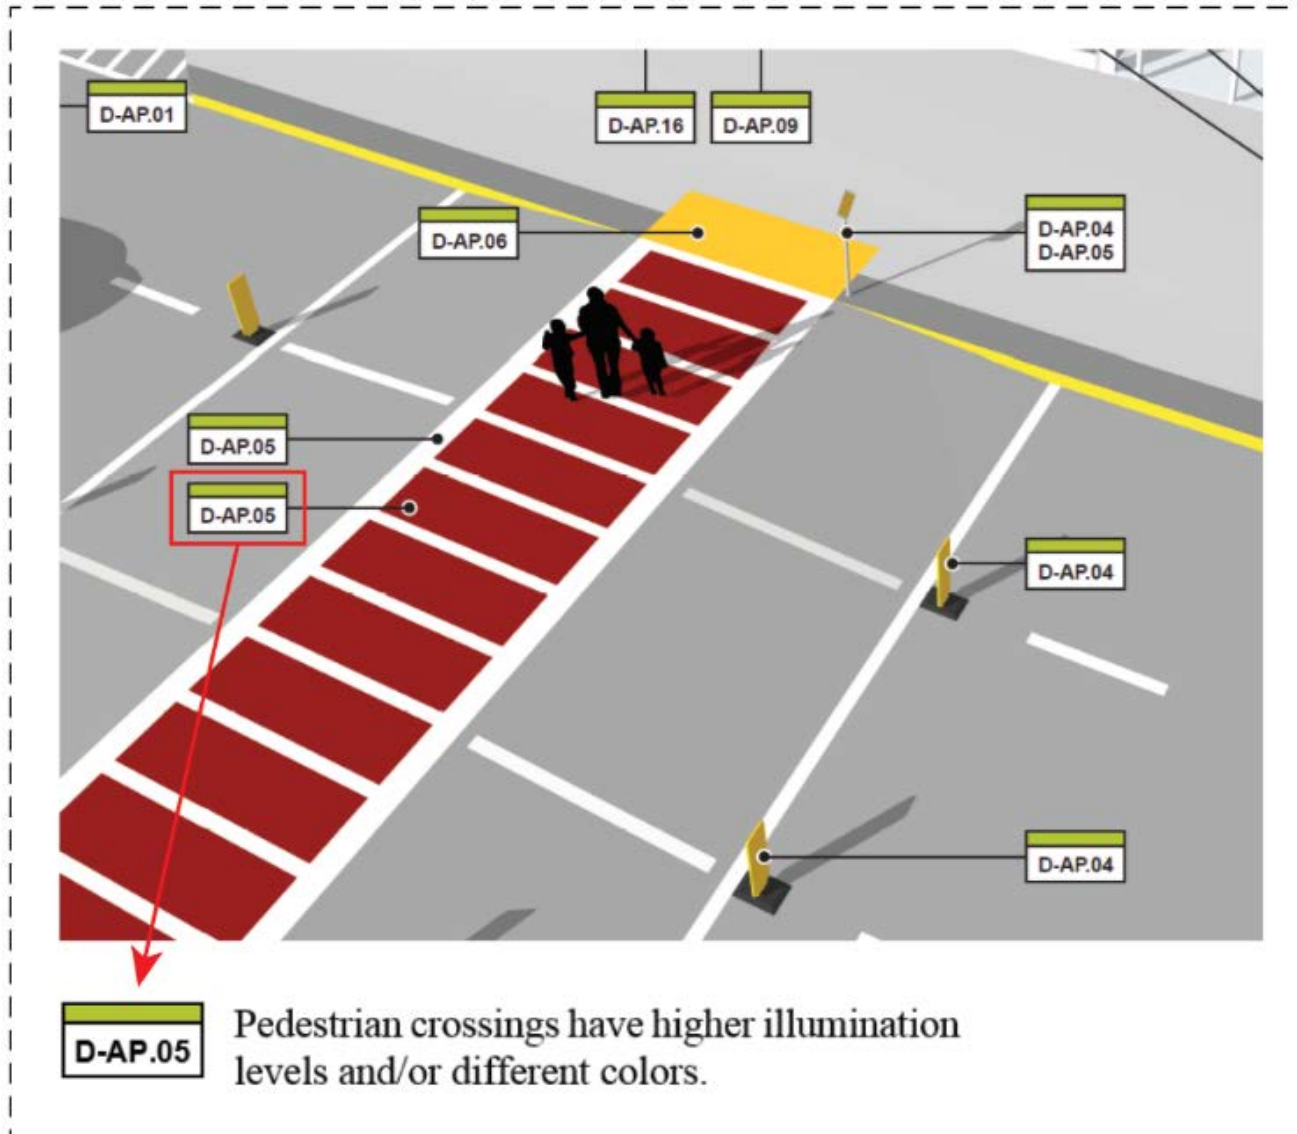 D-AP.01
D-AP.16
D-AP.09
D-AP.06
D-AP.04
D-AP.05
D-AP.05
D-AP.05
D-AP.04
D-AP.04
D-AP.05
Pedestrian crossings have higher illumination
levels and/or different colors.